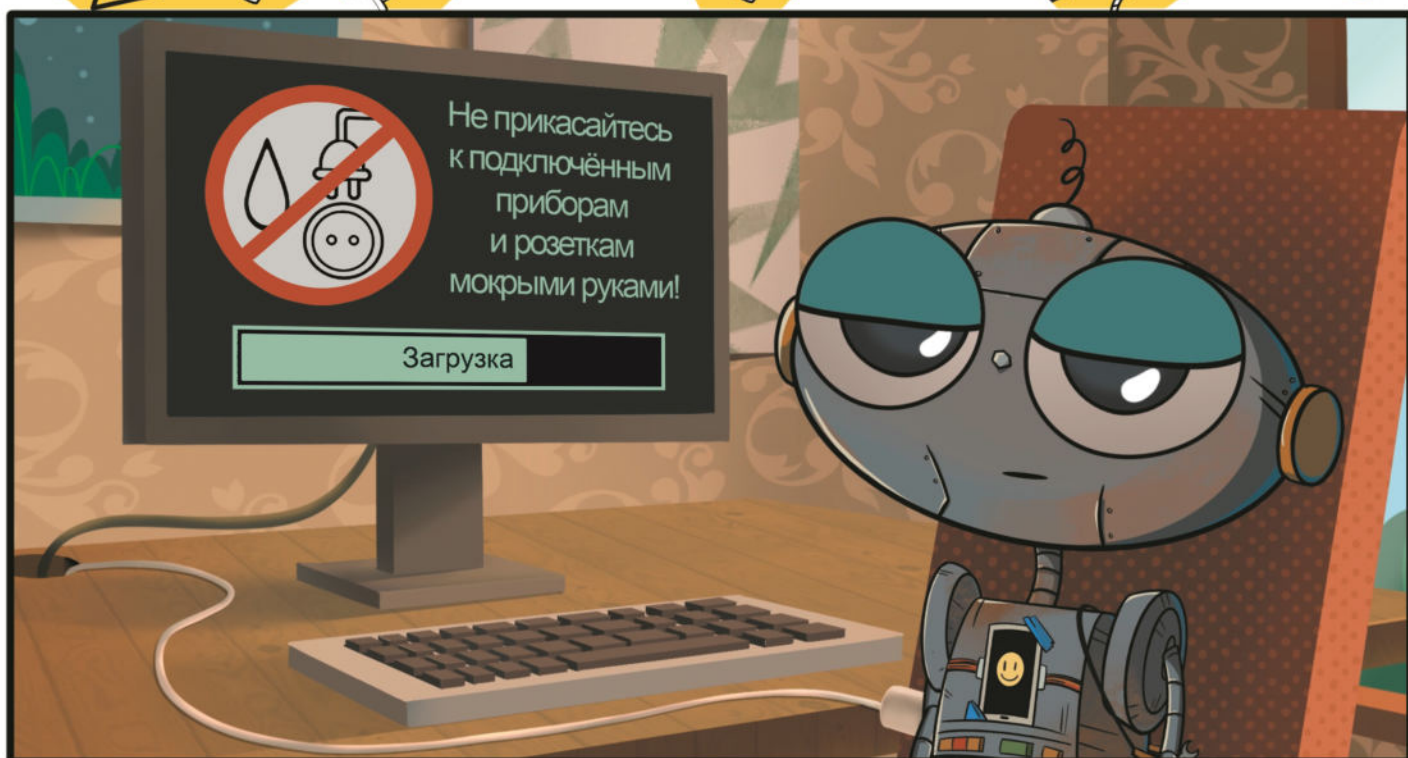 Не прикасайтесь
к подключённым
приборам
и розеткам
мокрыми руками!
Загрузка